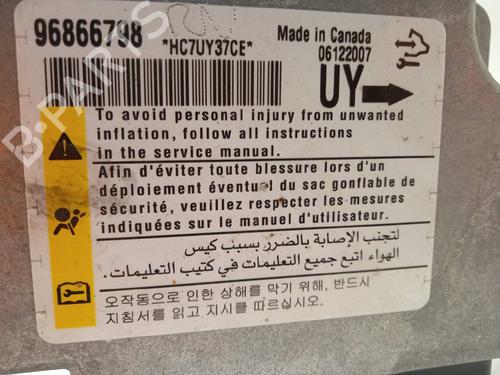 96866798
*HC7UY37CE*
Made in Canada
06122007
UY
To avoid personal injury from unwanted
inflation, follow all instructions
in the service manual.
Afin d'éviter toute blessure lors d'un
déploiement éventuel du sac gonflable de
sécurité, veuillez respecter les mesures
indiquées sur le manuel d'utilisateur.
لتجنب الإصابة بالضرر بسبب كيس
الهواء اتبع جميع التعليمات في كتيب التعليمات.
오작동으로 인한 상해를 막기 위해, 반드시
지침서를 읽고 지시를 따르십시오.
B-PARTS